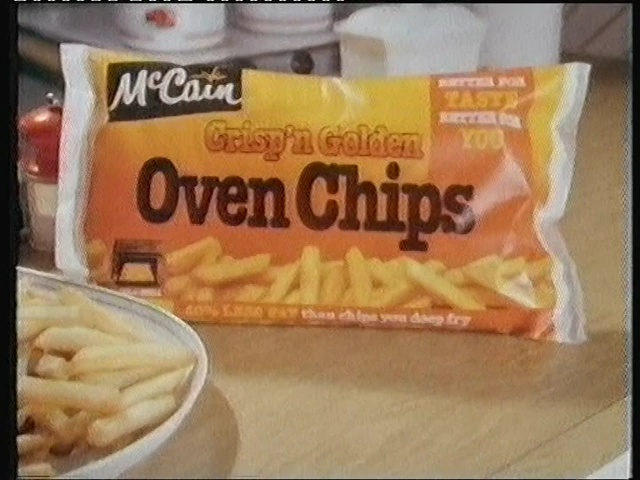 McCain
BETTER FOR
TASTE
BETTER FOR
YOU
Crisp'n Golden
Oven Chips
40% LESS FAT than chips you deep fry